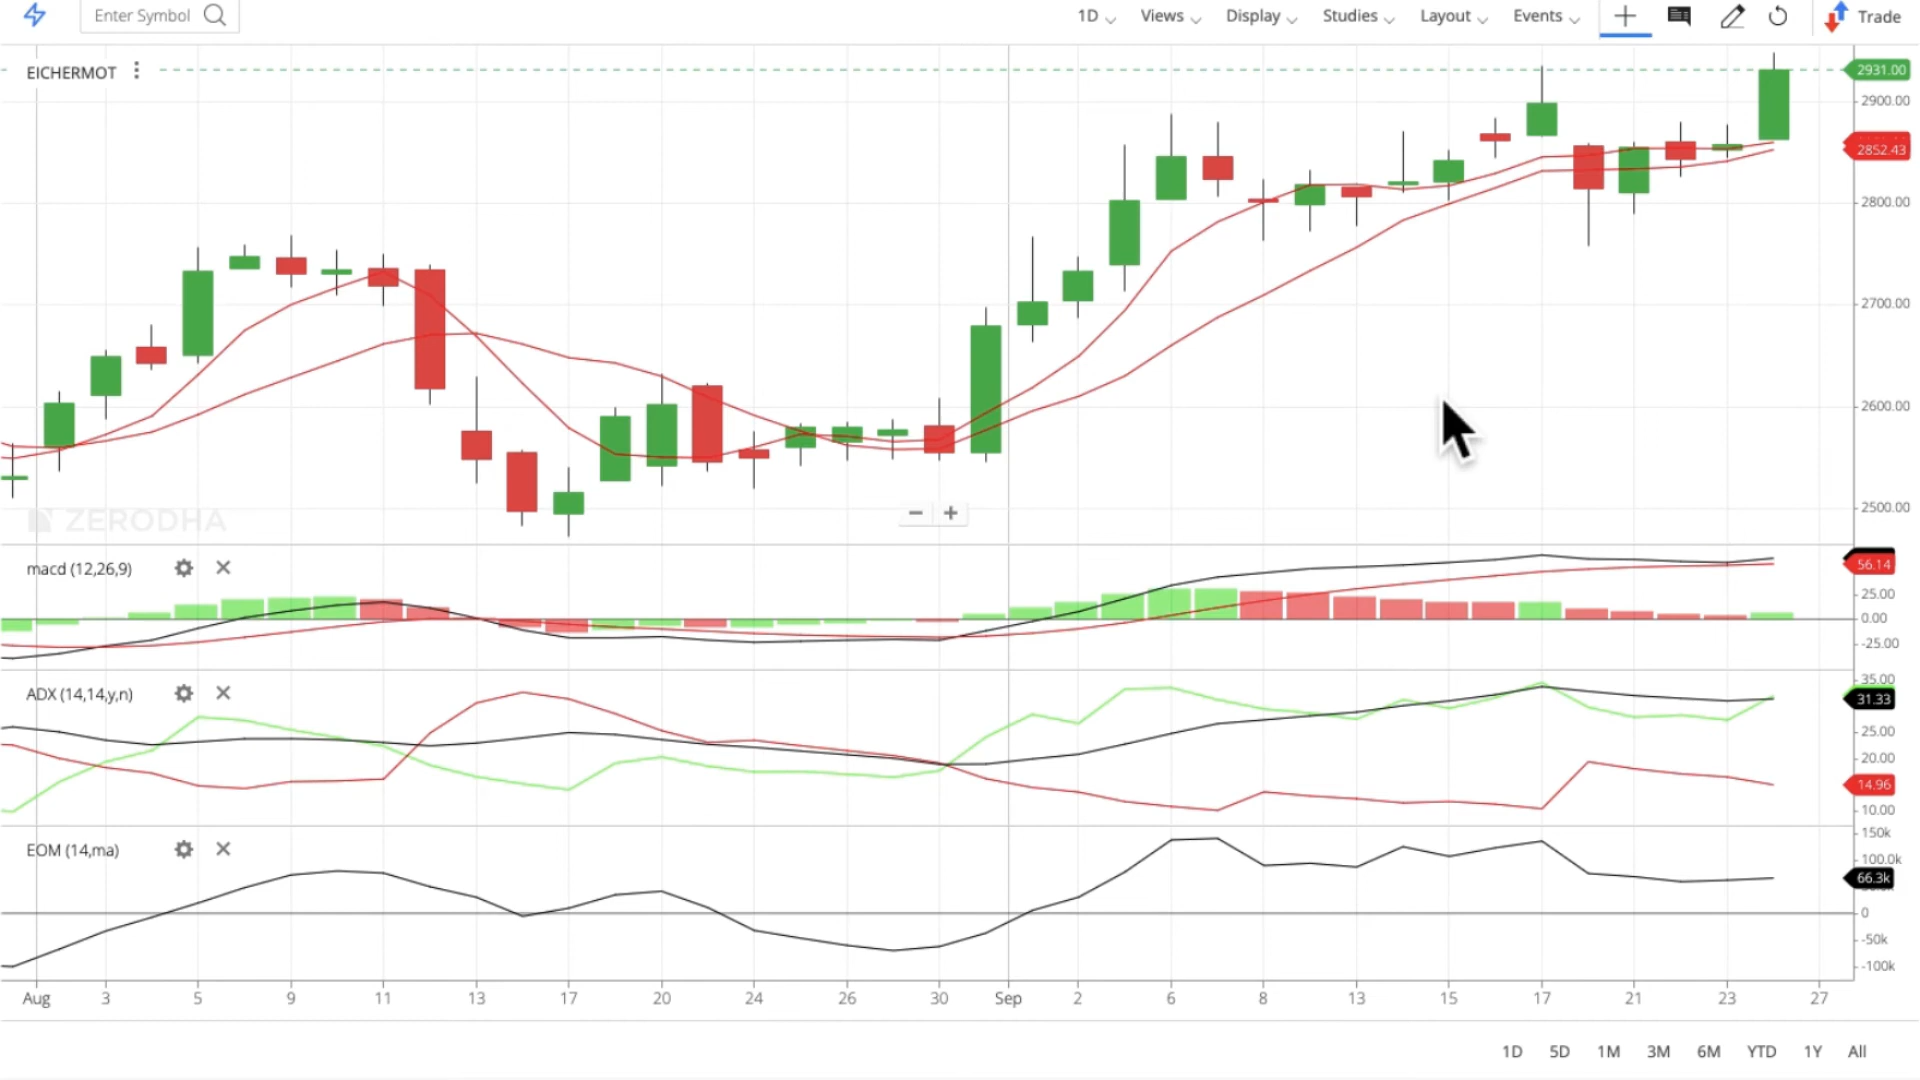 Enter Symbol
1D Views Display Studies Layout Events Trade
EICHERMOT
2931.00
2900.00
2852.43
2800.00
2700.00
2600.00
2500.00
ZERODHA
macd (12,26,9)
56.14
25.00
0.00
-25.00
ADX (14,14,y,n)
35.00
31.33
25.00
20.00
14.96
10.00
EOM (14,ma)
150k
100.0k
66.3k
0
-50k
-100k
Aug 3 5 9 11 13 17 20 24 26 30 Sep 2 6 8 13 15 17 21 23 27
1D 5D 1M 3M 6M YTD 1Y All